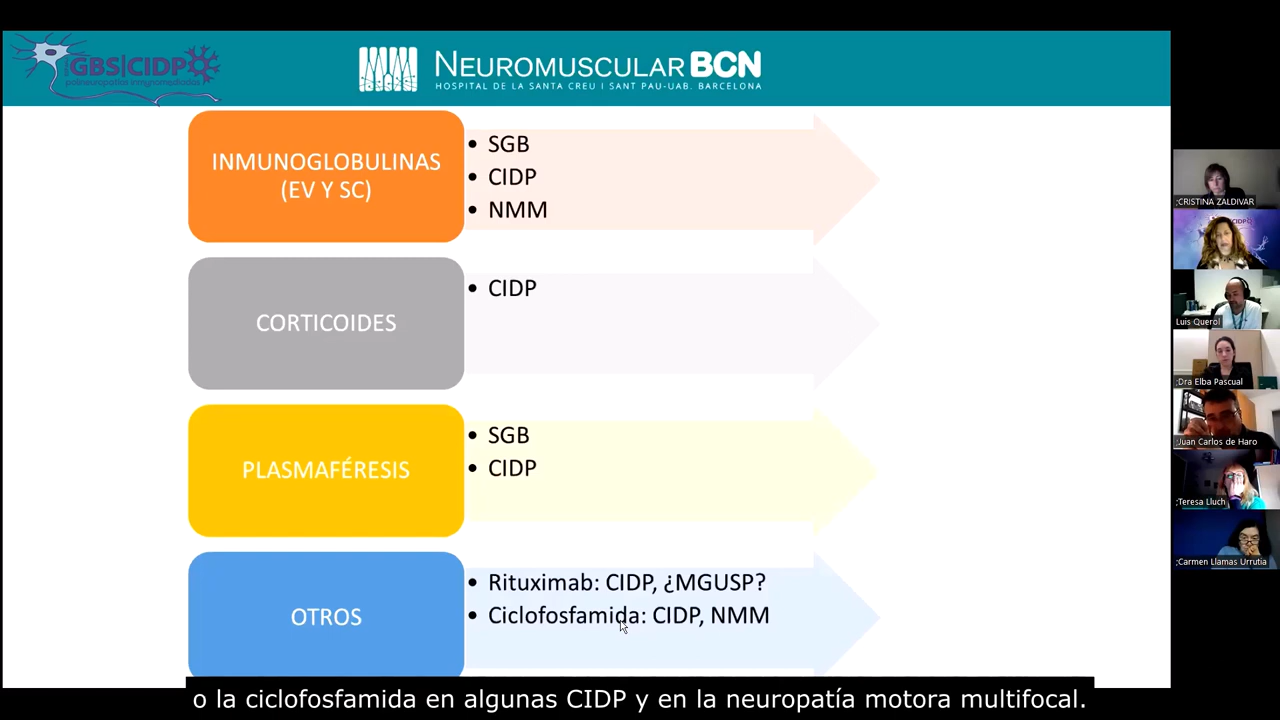 GBS|CIDP
polineuropatías inmunomediadas
NEUROMUSCULAR BCN
HOSPITAL DE LA SANTA CREU I SANT PAU-UAB. BARCELONA
INMUNOGLOBULINAS
(EV Y SC)
• SGB
• CIDP
• NMM
CORTICOIDES
• CIDP
PLASMAFÉRESIS
• SGB
• CIDP
OTROS
• Rituximab: CIDP, ¿MGUSP?
• Ciclofosfamida: CIDP, NMM
o la ciclofosfamida en algunas CIDP y en la neuropatía motora multifocal.
;CRISTINA ZALDIVAR
Luis Querol
;Dra Elba Pascual
;Juan Carlos de Haro
;Teresa Lluch
;Carmen Llamas Urrutia